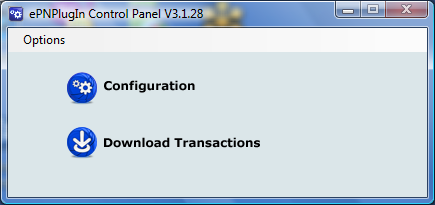 ePNPlugIn Control Panel V3.1.28
Options
Configuration
Download Transactions